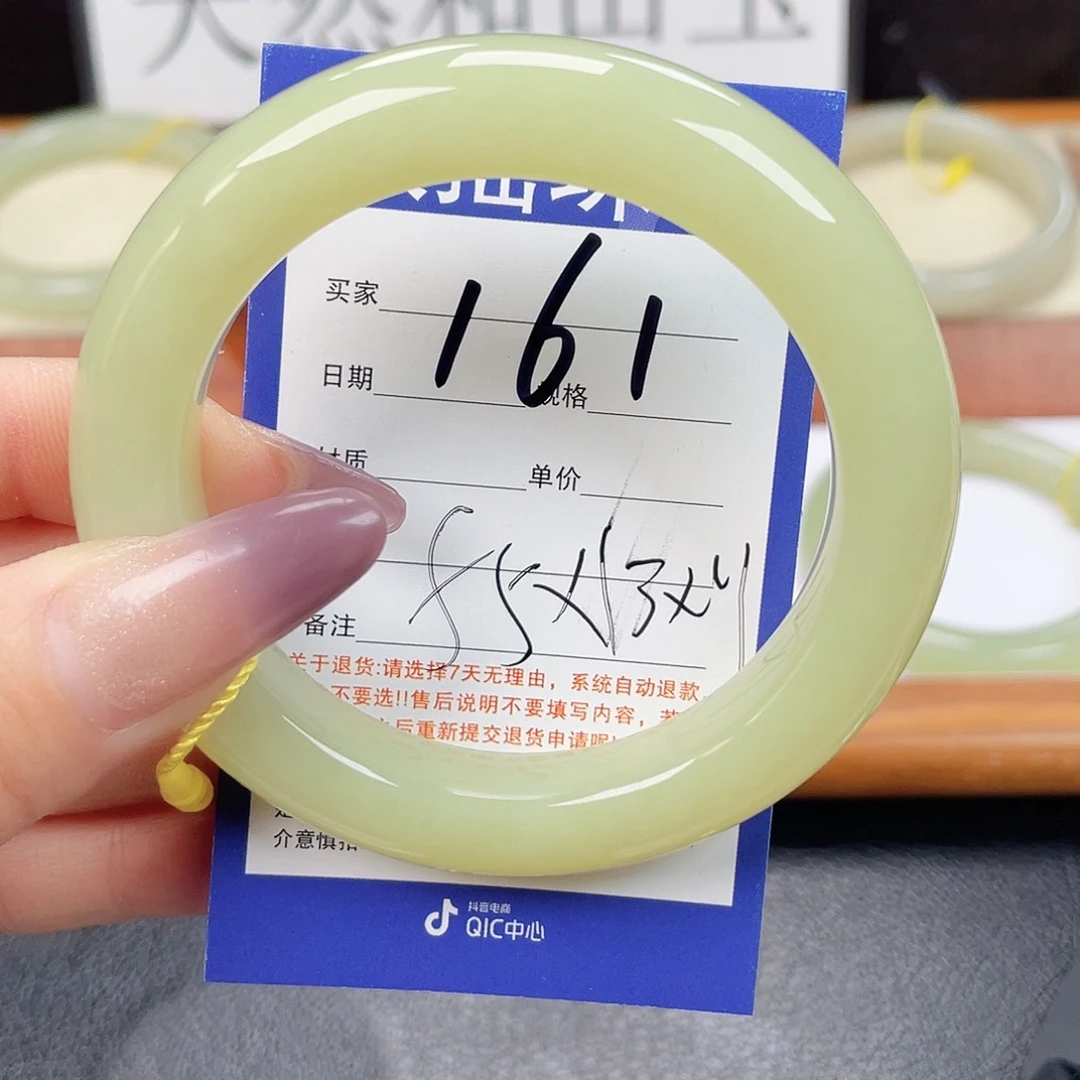 天然和田玉
买家 161
日期 规格
材质 单价
55x13x11
备注
关于退货:请选择7天无理由，系统自动退款
不要选!!售后说明不要填写内容，若
后重新提交退货申请呢!
介意慎拍
抖音电商
QIC中心